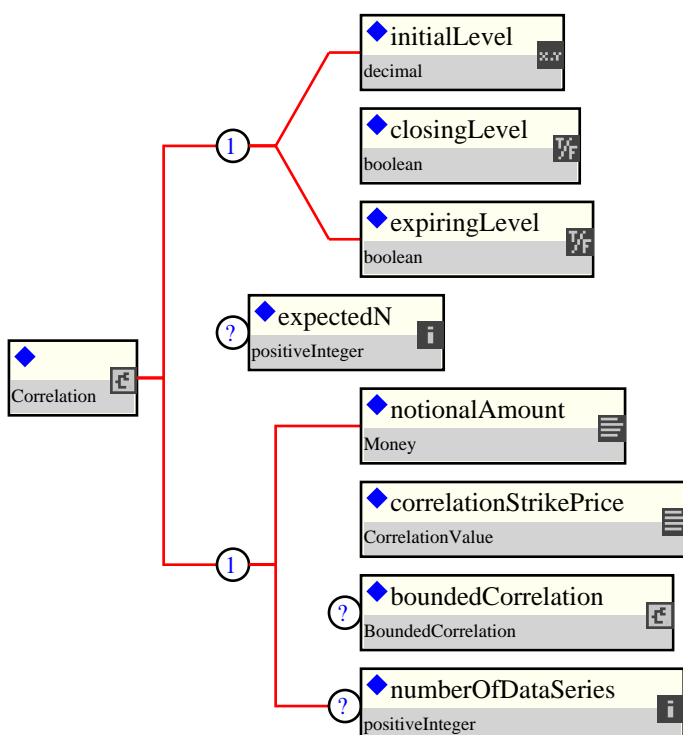 initialLevel
x.Y
decimal
closingLevel
T/F
boolean
1
expiringLevel
T/F
boolean
expectedN
?
i
positiveInteger
Correlation
notionalAmount
Money
correlationStrikePrice
CorrelationValue
1
boundedCorrelation
?
BoundedCorrelation
numberOfDataSeries
?
i
positiveInteger